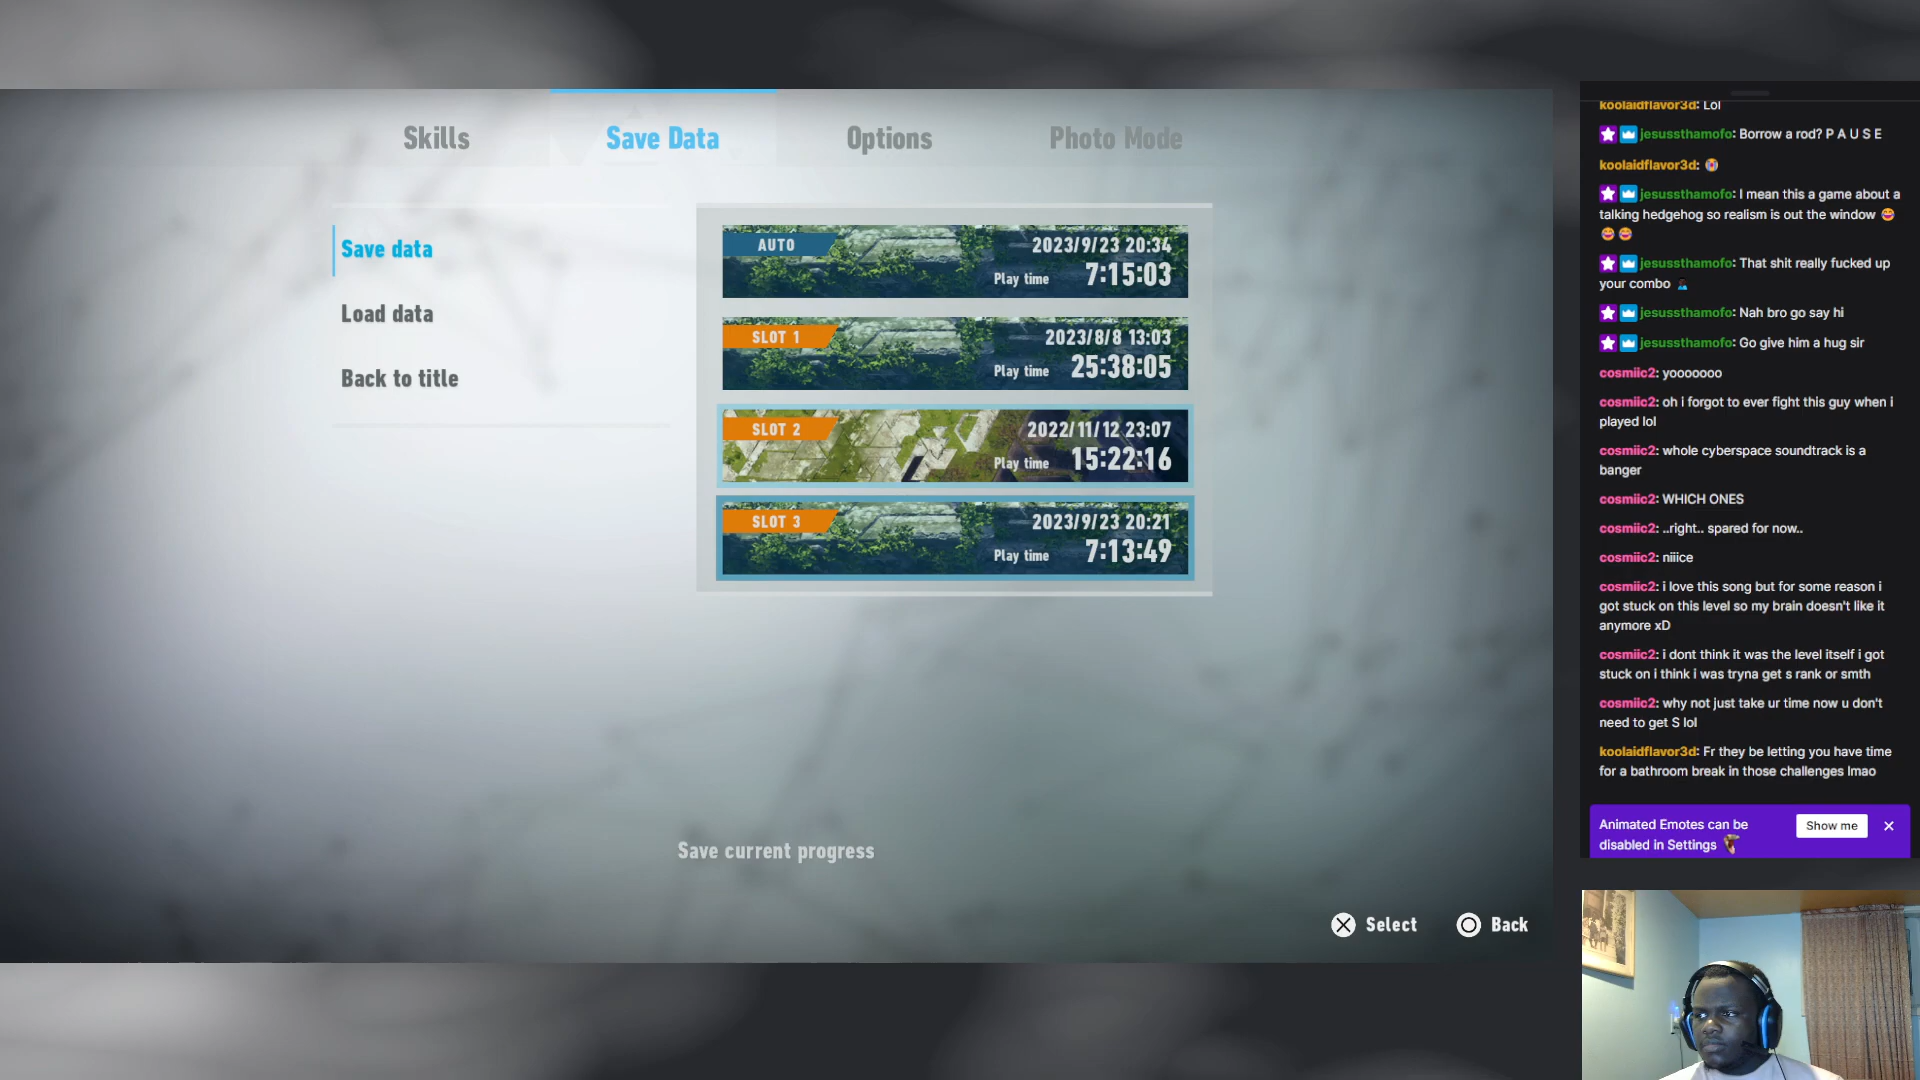 Skills
Save Data
Options
Photo Mode
Save data
Load data
Back to title
AUTO
2023/9/23 20:34
Play time 7:15:03
SLOT 1
2023/8/8 13:03
Play time 25:38:05
SLOT 2
2022/11/12 23:07
Play time 15:22:16
SLOT 3
2023/9/23 20:21
Play time 7:13:49
Save current progress
Select
Back
koolaidflavor3d: Lol
jesussthamofo: Borrow a rod? P A U S E
koolaidflavor3d: 😭
jesussthamofo: I mean this a game about a
talking hedgehog so realism is out the window 😂
😂😂
jesussthamofo: That shit really fucked up
your combo
jesussthamofo: Nah bro go say hi
jesussthamofo: Go give him a hug sir
cosmiic2: yooooooo
cosmiic2: oh i forgot to ever fight this guy when i
played lol
cosmiic2: whole cyberspace soundtrack is a
banger
cosmiic2: WHICH ONES
cosmiic2: ..right.. spared for now..
cosmiic2: niiice
cosmiic2: i love this song but for some reason i
got stuck on this level so my brain doesn't like it
anymore xD
cosmiic2: i dont think it was the level itself i got
stuck on i think i was tryna get s rank or smth
cosmiic2: why not just take ur time now u don't
need to get S lol
koolaidflavor3d: Fr they be letting you have time
for a bathroom break in those challenges lmao
Animated Emotes can be
disabled in Settings
Show me